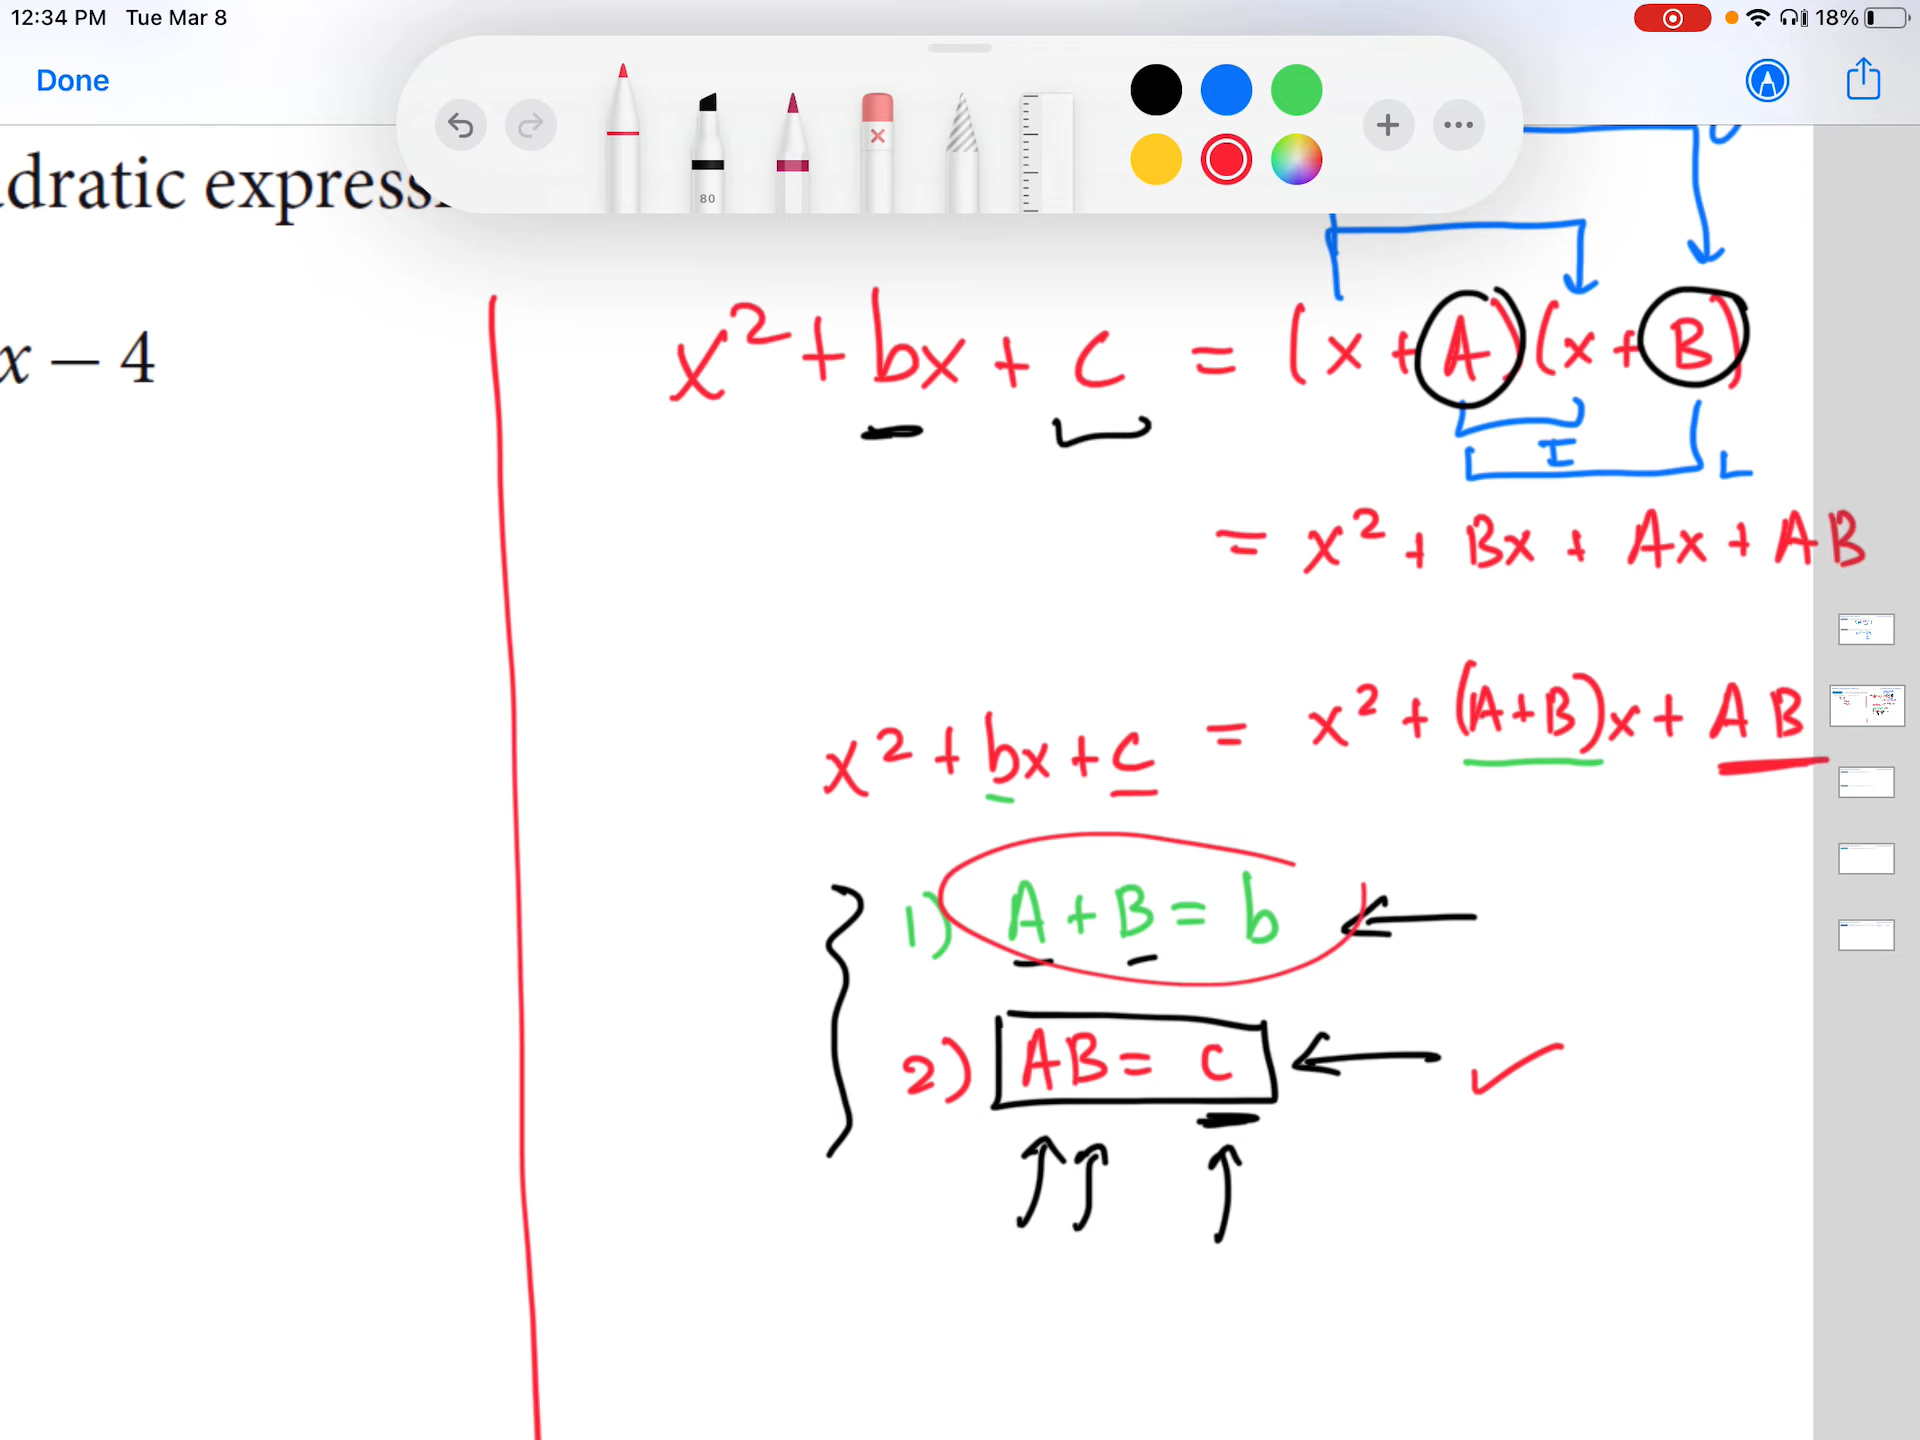 12:34 PM Tue Mar 8 18%
Done
80
dratic express
x − 4
x² + bx + c = (x + A)(x + B)
I
L
= x² + Bx + Ax + AB
x² + bx + c = x² + (A+B)x + AB
1) A + B = b
2) AB = c